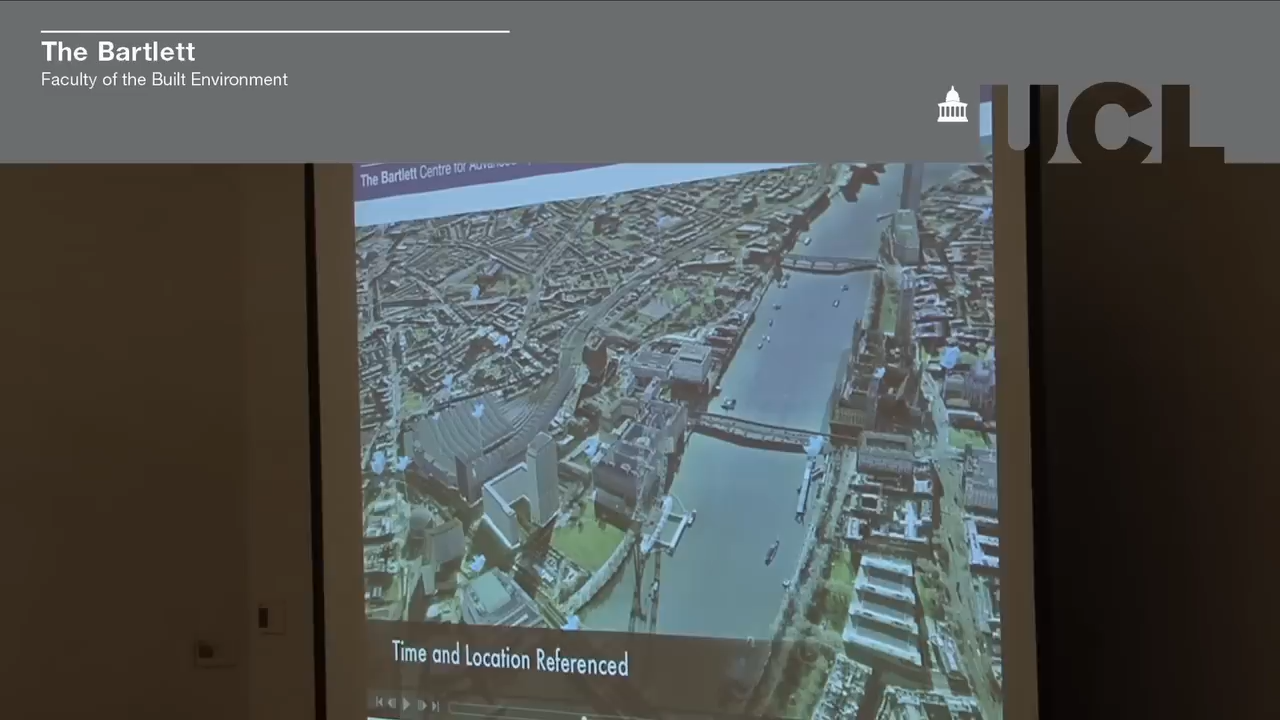 The Bartlett
Faculty of the Built Environment
UCL
The Bartlett Centre for
Time and Location Referenced